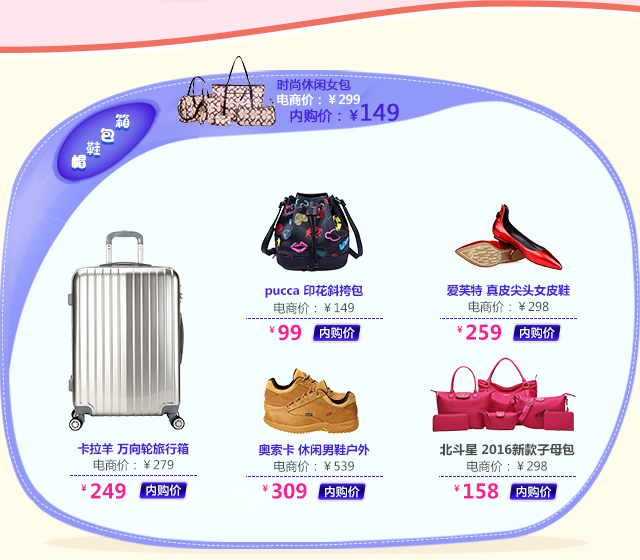 帽鞋包箱
时尚休闲女包
电商价：￥299
内购价：￥149
pucca 印花斜挎包
电商价：￥149
￥99 内购价
爱芙特 真皮尖头女皮鞋
电商价：￥298
￥259 内购价
卡拉羊 万向轮旅行箱
电商价：￥279
￥249 内购价
奥索卡 休闲男鞋户外
电商价：￥539
￥309 内购价
北斗星 2016新款子母包
电商价：￥298
￥158 内购价